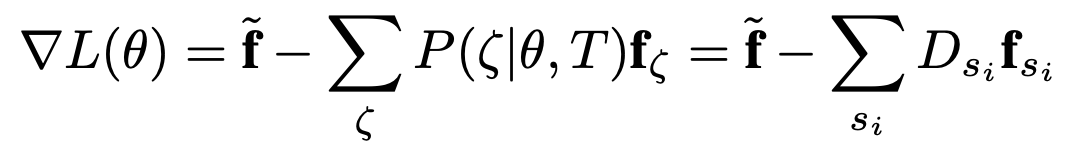 ∇L(θ) = f̃ − ∑_ζ P(ζ|θ, T)f_ζ = f̃ − ∑_{s_i} D_{s_i} f_{s_i}